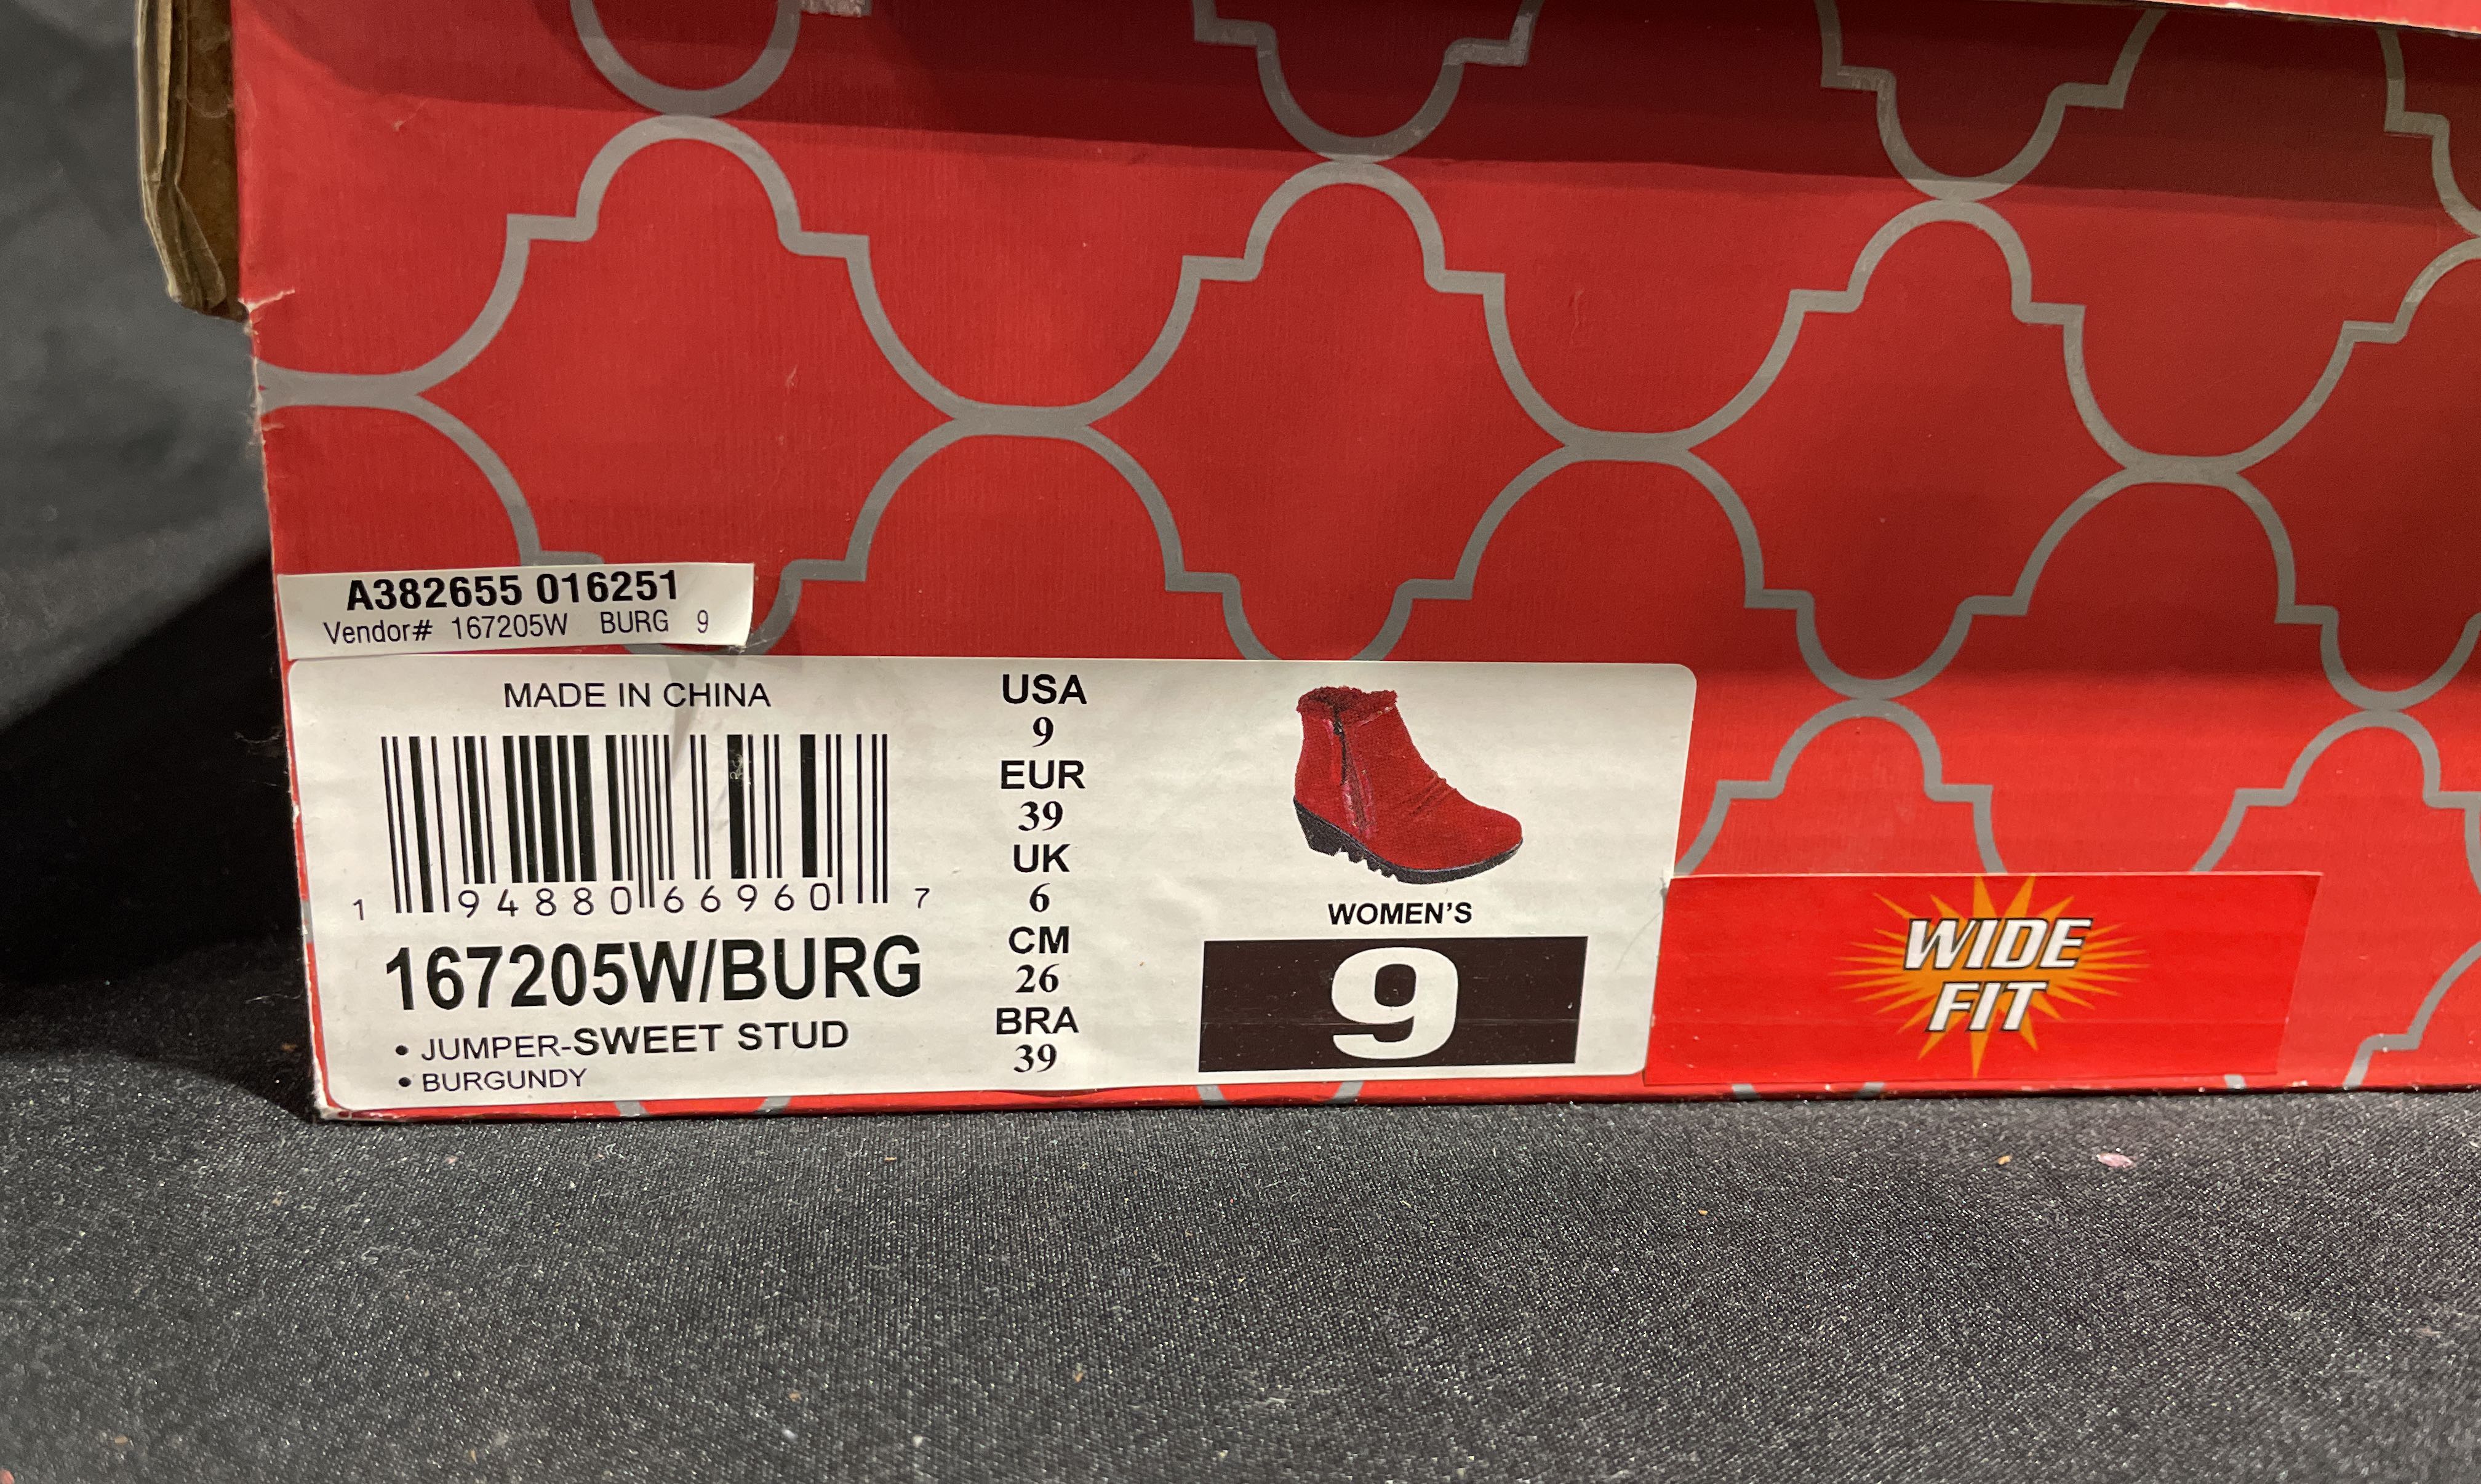 A382655 016251
Vendor# 167205W BURG 9
MADE IN CHINA
1 94880 66960 7
167205W/BURG
• JUMPER-SWEET STUD
• BURGUNDY
USA
9
EUR
39
UK
6
CM
26
BRA
39
WOMEN'S
9
WIDE
FIT